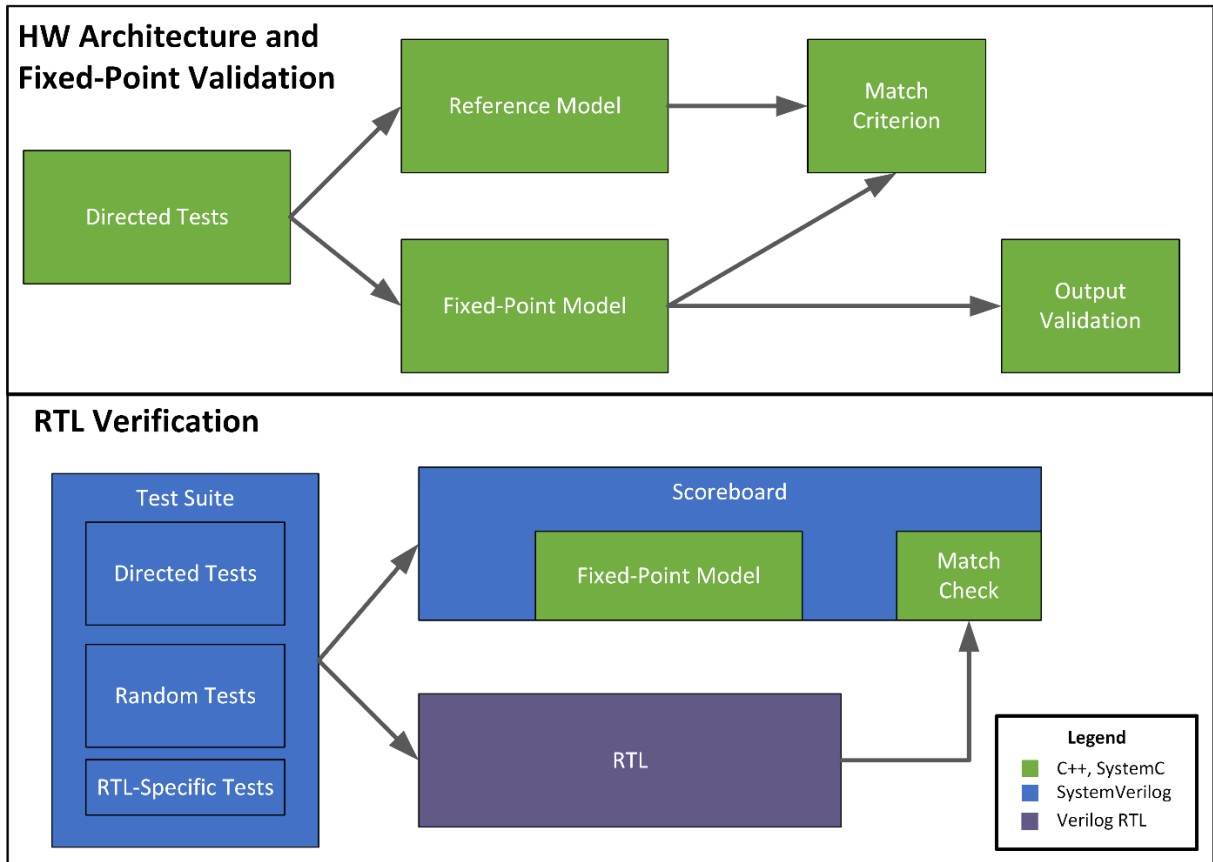 HW Architecture and
Fixed-Point Validation
Reference Model
Match
Criterion
Directed Tests
Fixed-Point Model
Output
Validation
RTL Verification
Test Suite
Directed Tests
Random Tests
RTL-Specific Tests
Scoreboard
Fixed-Point Model
Match
Check
RTL
Legend
C++, SystemC
SystemVerilog
Verilog RTL